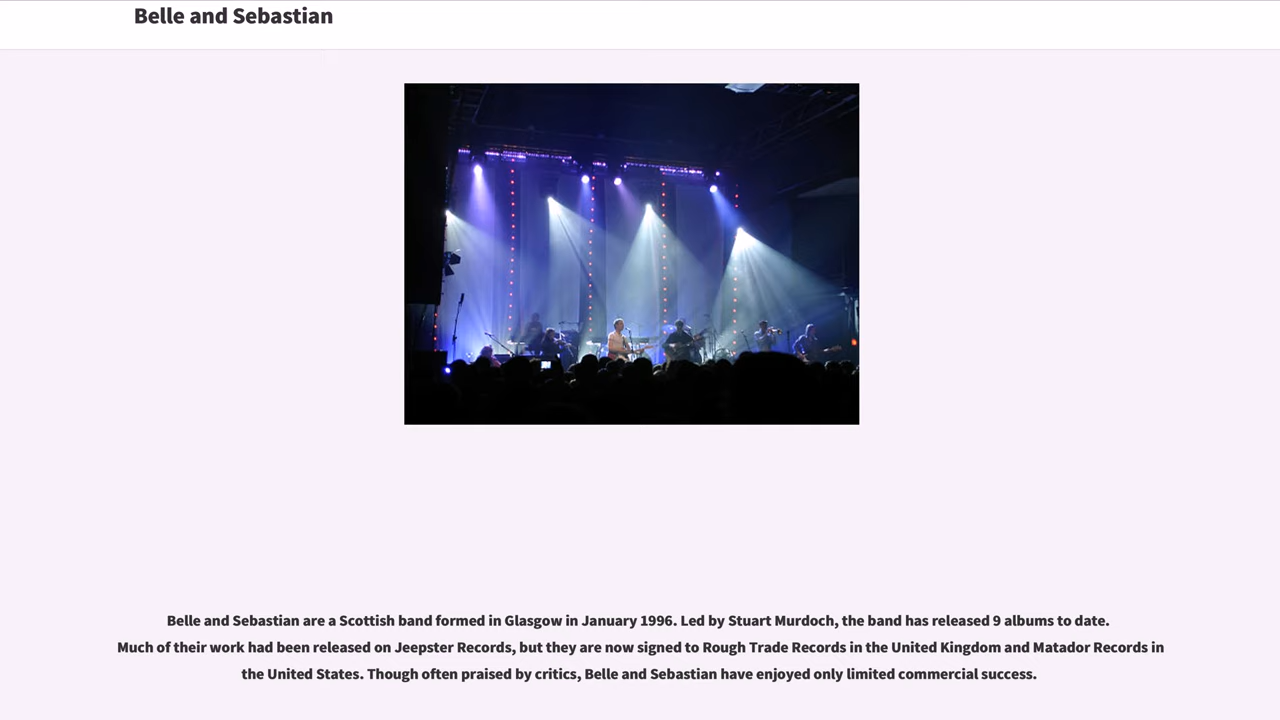 Belle and Sebastian
Belle and Sebastian are a Scottish band formed in Glasgow in January 1996. Led by Stuart Murdoch, the band has released 9 albums to date.
Much of their work had been released on Jeepster Records, but they are now signed to Rough Trade Records in the United Kingdom and Matador Records in
the United States. Though often praised by critics, Belle and Sebastian have enjoyed only limited commercial success.